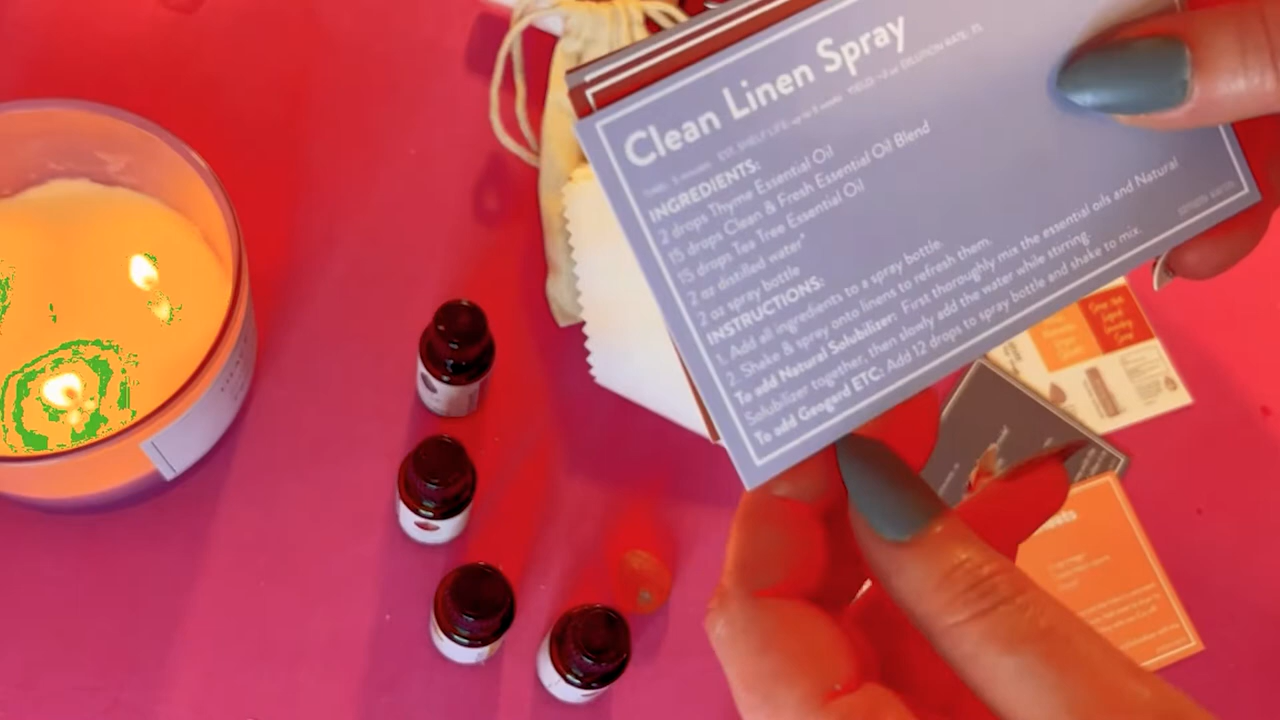 Clean Linen Spray
INGREDIENTS:
2 drops Thyme Essential Oil
15 drops Clean & Fresh Essential Oil Blend
15 drops Tea Tree Essential Oil
2 oz distilled water*
2 oz spray bottle
INSTRUCTIONS:
1. Add all ingredients to a spray bottle.
2. Shake & spray onto linens to refresh them.
To add Natural Solubilizer: First thoroughly mix the essential oils and Natural
Solubilizer together, then slowly add the water while stirring.
To add Geogard ETC: Add 12 drops to spray bottle and shake to mix.